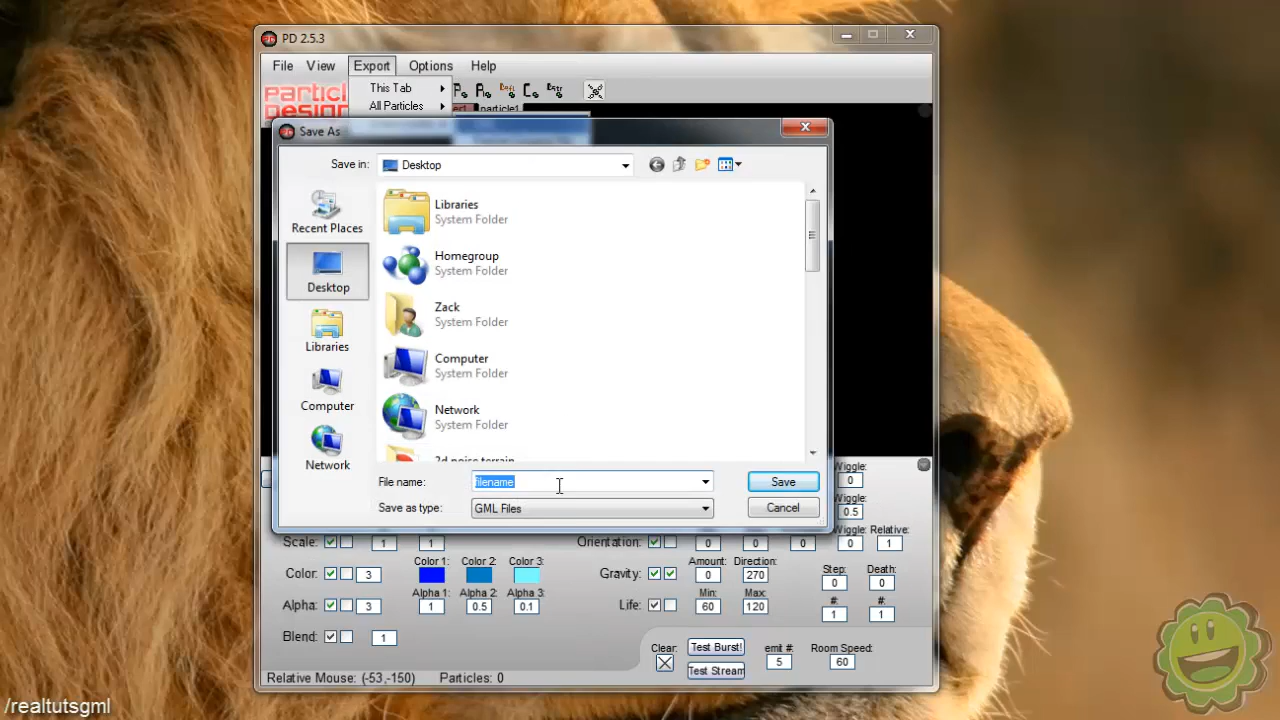 PD 2.5.3
File View Export Options Help
This Tab
All Particles
particle1
Save As
Save in: Desktop
Recent Places
Desktop
Libraries
Computer
Network
Libraries
System Folder
Homegroup
System Folder
Zack
System Folder
Computer
System Folder
Network
System Folder
2d noise terrain
File name: filename Save
Save as type: GML Files Cancel
Wiggle:
0
Wiggle:
0.5
Wiggle: Relative:
Scale: 1 1 Orientation: 0 0 0 0 1
Color 1: Color 2: Color 3: Amount: Direction: Step: Death:
Color: 3 Gravity: 0 270 0 0
Alpha 1: Alpha 2: Alpha 3: Min: Max: #: #:
Alpha: 3 1 0.5 0.1 Life: 60 120 1 1
Blend: 1
Clear: Test Burst! emit #: Room Speed:
Test Stream 5 60
Relative Mouse: (-53,-150) Particles: 0
/realtutsgml